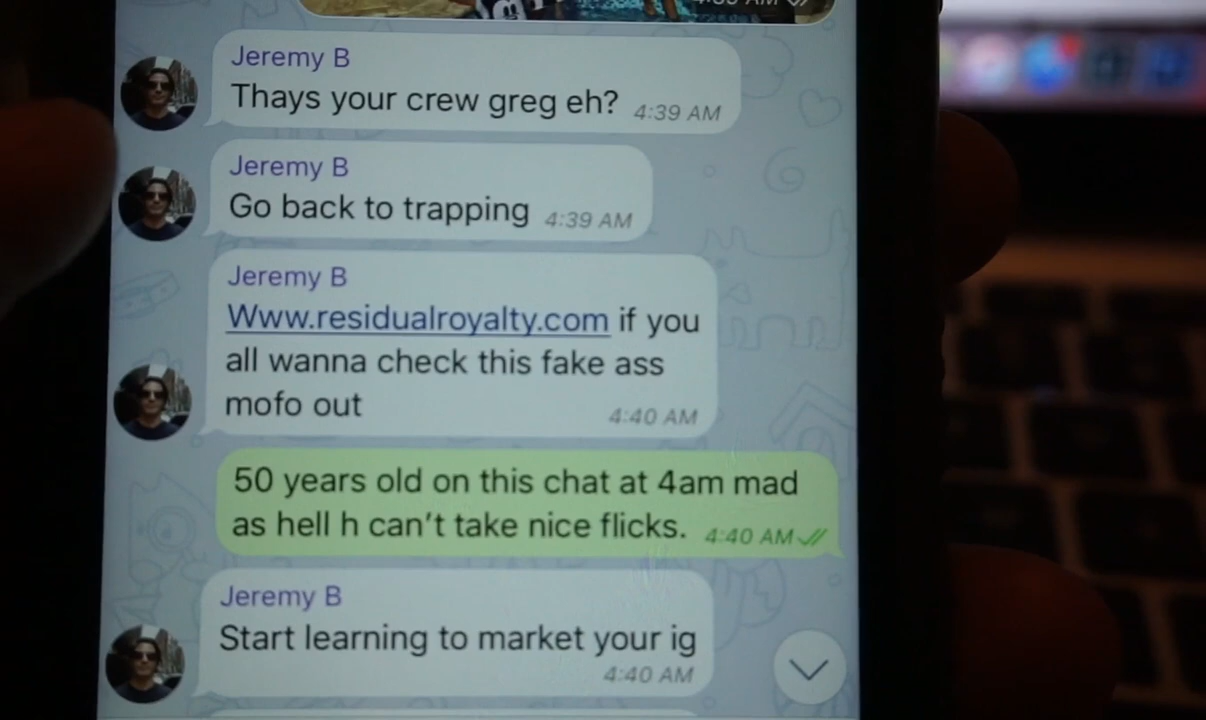 Jeremy B
Thays your crew greg eh? 4:39 AM
Jeremy B
Go back to trapping 4:39 AM
Jeremy B
Www.residualroyalty.com if you
all wanna check this fake ass
mofo out 4:40 AM
50 years old on this chat at 4am mad
as hell h can't take nice flicks. 4:40 AM
Jeremy B
Start learning to market your ig
4:40 AM